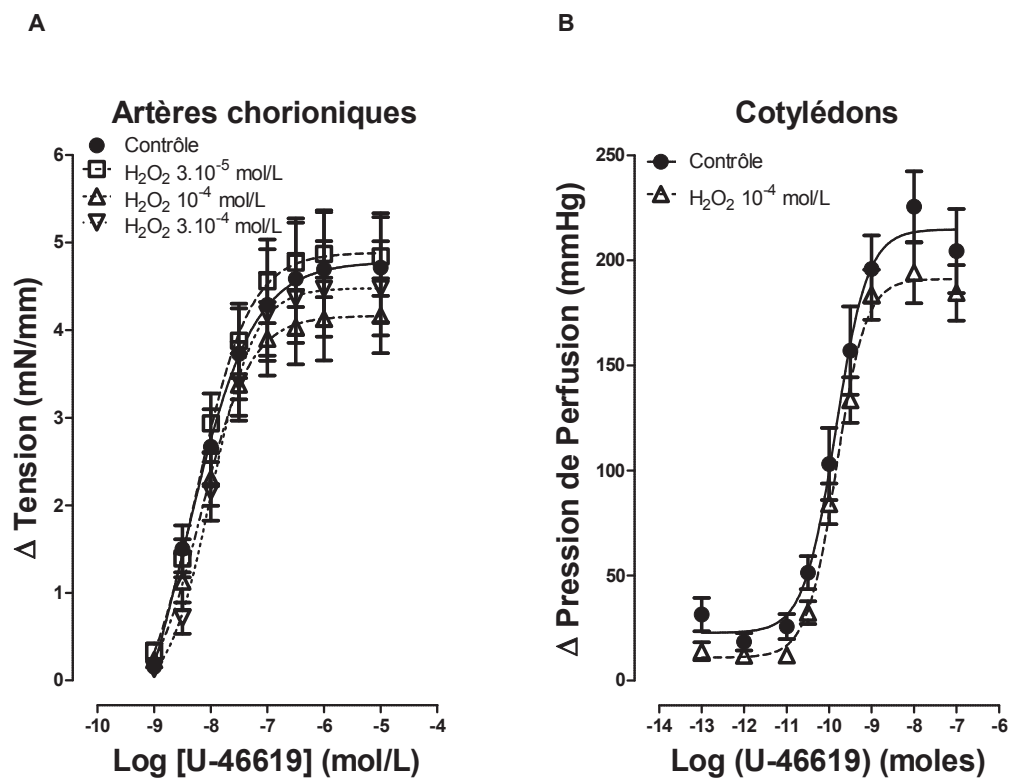 A
B
Artères chorioniques
Cotylédons
Contrôle
H₂O₂ 3.10⁻⁵ mol/L
H₂O₂ 10⁻⁴ mol/L
H₂O₂ 3.10⁻⁴ mol/L
6
5
4
3
2
1
0
Δ Tension (mN/mm)
-10
-9
-8
-7
-6
-5
-4
Log [U-46619] (mol/L)
Contrôle
H₂O₂ 10⁻⁴ mol/L
250
200
150
100
50
0
Δ Pression de Perfusion (mmHg)
-14
-13
-12
-11
-10
-9
-8
-7
-6
Log (U-46619) (moles)